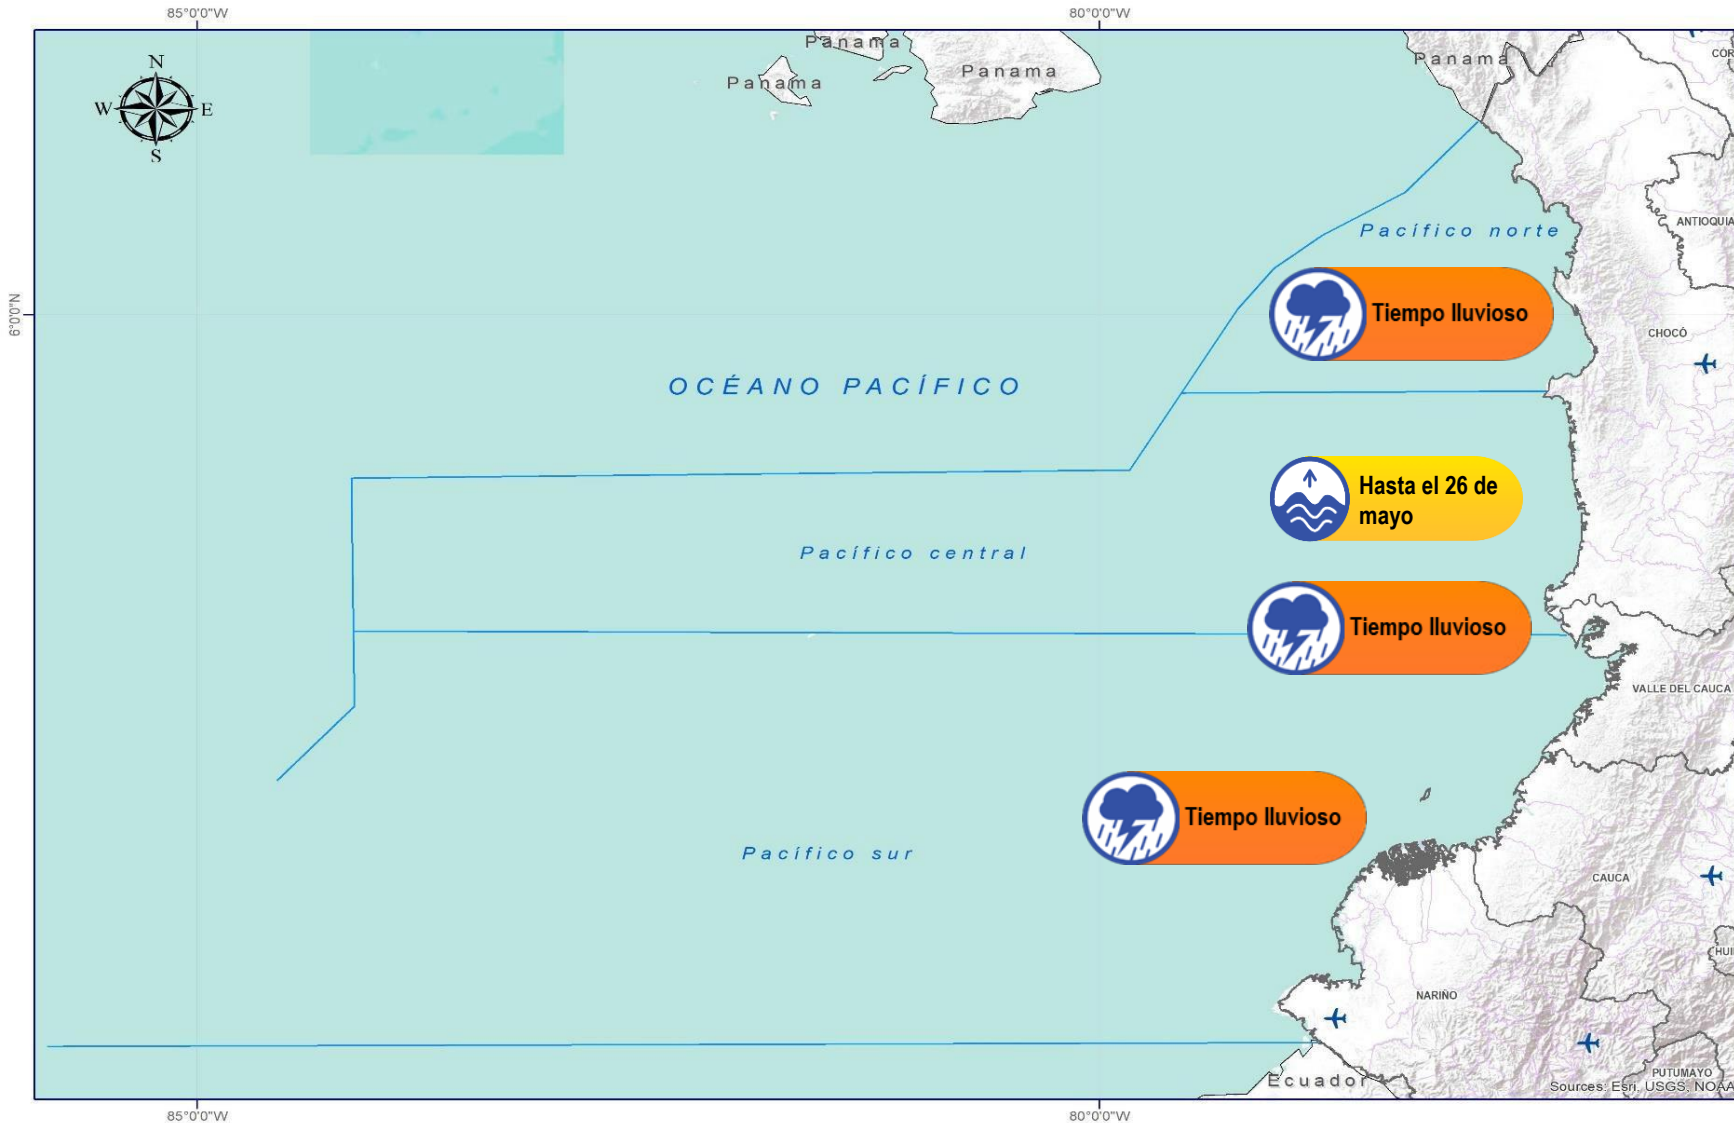 85°0'0"W
80°0'0"W
Panama
Panama
Panama
Panama
COR
N
W
E
S
ANTIOQUIA
Pacífico norte
6°0'0"N
Tiempo lluvioso
CHOCÓ
OCÉANO PACÍFICO
Hasta el 26 de
mayo
Pacífico central
Tiempo lluvioso
VALLE DEL CAUCA
Tiempo lluvioso
Pacífico sur
CAUCA
HUI
NARIÑO
PUTUMAYO
Ecuador
Sources: Esri, USGS, NOAA
85°0'0"W
80°0'0"W